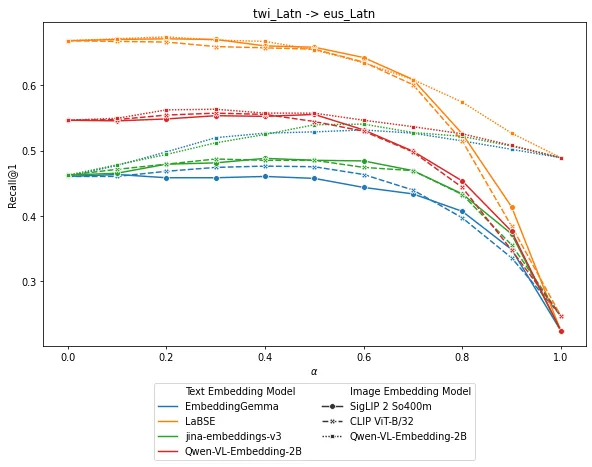 twi_Latn -> eus_Latn
Recall@1
0.6
0.5
0.4
0.3
0.0 0.2 0.4 0.6 0.8 1.0
α
Text Embedding Model Image Embedding Model
EmbeddingGemma SigLIP 2 So400m
LaBSE CLIP ViT-B/32
jina-embeddings-v3 Qwen-VL-Embedding-2B
Qwen-VL-Embedding-2B